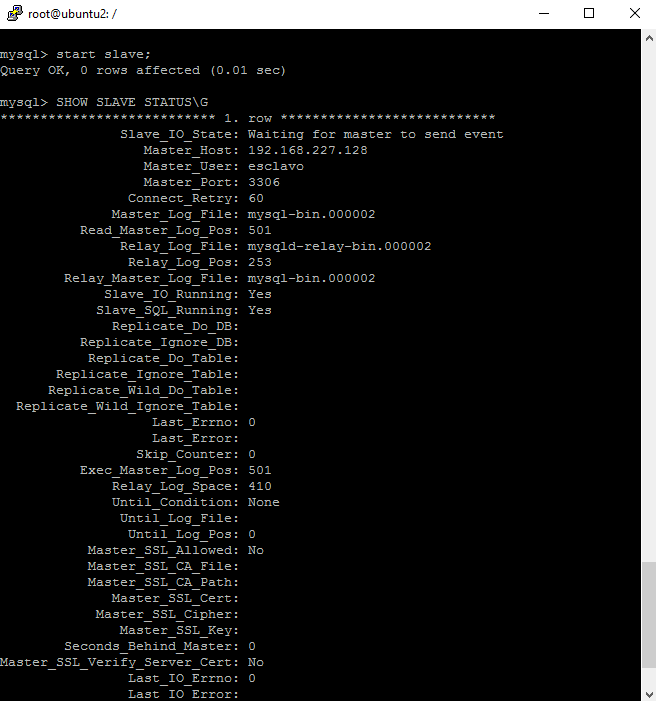 root@ubuntu2: /
mysql> start slave;
Query OK, 0 rows affected (0.01 sec)
mysql> SHOW SLAVE STATUS\G
*************************** 1. row ***************************
Slave_IO_State: Waiting for master to send event
Master_Host: 192.168.227.128
Master_User: esclavo
Master_Port: 3306
Connect_Retry: 60
Master_Log_File: mysql-bin.000002
Read_Master_Log_Pos: 501
Relay_Log_File: mysqld-relay-bin.000002
Relay_Log_Pos: 253
Relay_Master_Log_File: mysql-bin.000002
Slave_IO_Running: Yes
Slave_SQL_Running: Yes
Replicate_Do_DB:
Replicate_Ignore_DB:
Replicate_Do_Table:
Replicate_Ignore_Table:
Replicate_Wild_Do_Table:
Replicate_Wild_Ignore_Table:
Last_Errno: 0
Last_Error:
Skip_Counter: 0
Exec_Master_Log_Pos: 501
Relay_Log_Space: 410
Until_Condition: None
Until_Log_File:
Until_Log_Pos: 0
Master_SSL_Allowed: No
Master_SSL_CA_File:
Master_SSL_CA_Path:
Master_SSL_Cert:
Master_SSL_Cipher:
Master_SSL_Key:
Seconds_Behind_Master: 0
Master_SSL_Verify_Server_Cert: No
Last_IO_Errno: 0
Last_IO_Error: